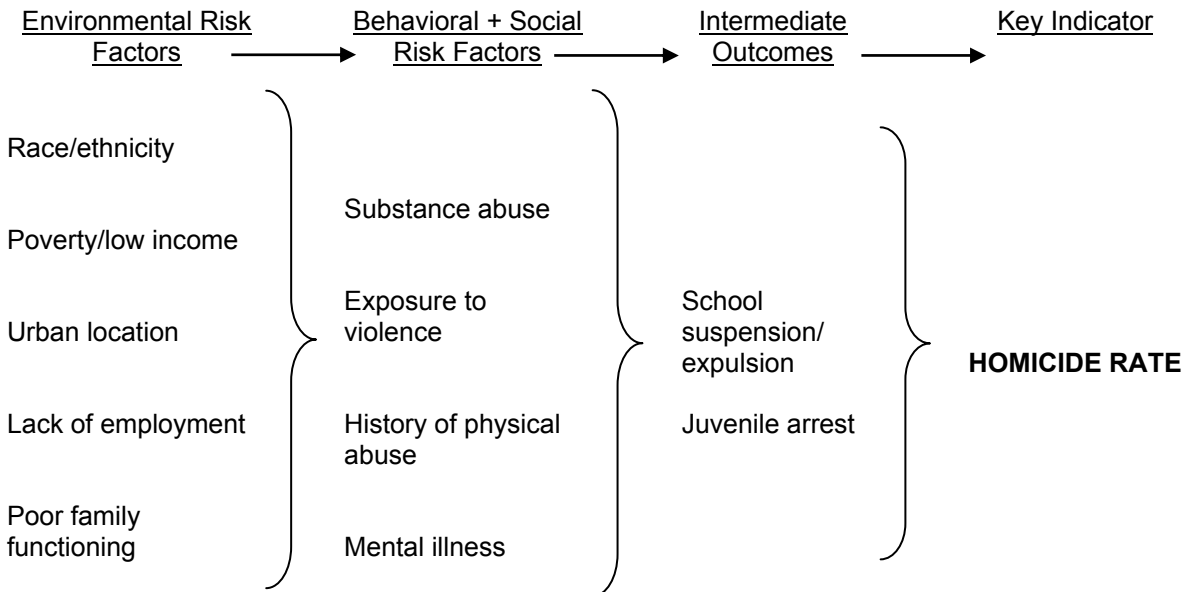 Environmental Risk
Factors
Behavioral + Social
Risk Factors
Intermediate
Outcomes
Key Indicator
Race/ethnicity
Poverty/low income
Urban location
Lack of employment
Poor family
functioning
Substance abuse
Exposure to
violence
History of physical
abuse
Mental illness
School
suspension/
expulsion
Juvenile arrest
HOMICIDE RATE